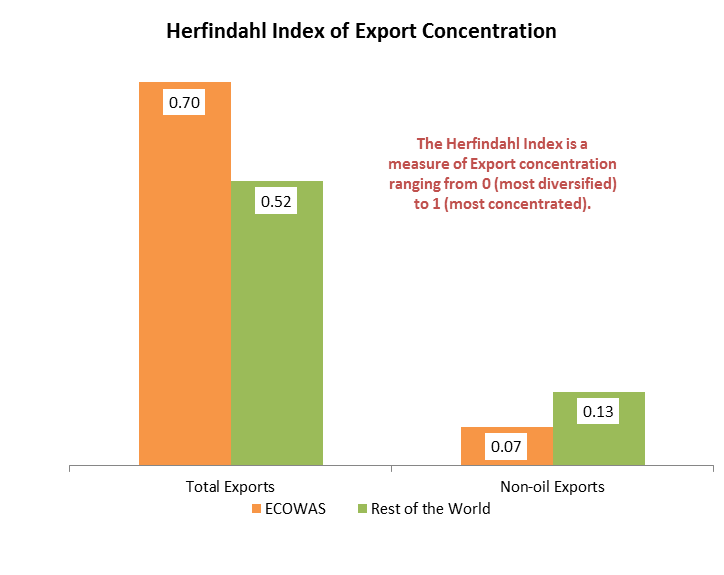 Herfindahl Index of Export Concentration
0.70
0.52
The Herfindahl Index is a
measure of Export concentration
ranging from 0 (most diversified)
to 1 (most concentrated).
0.07
0.13
Total Exports
Non-oil Exports
ECOWAS
Rest of the World